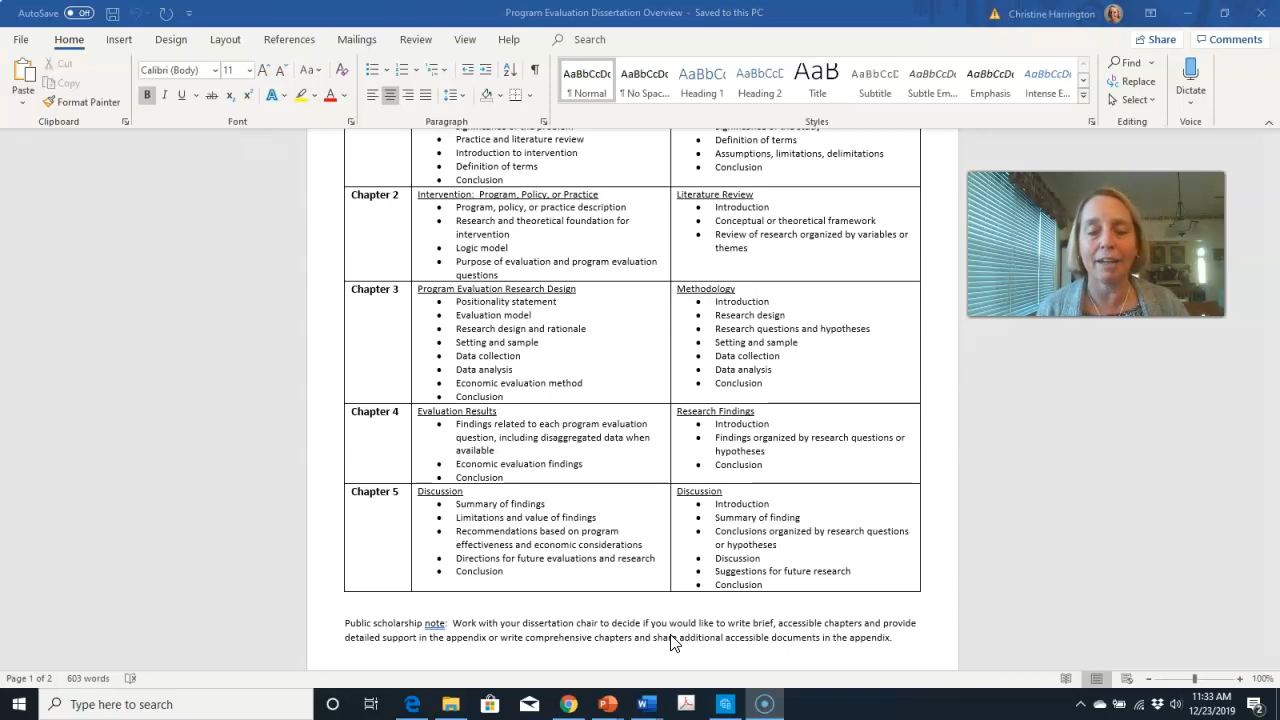 AutoSave Off Program Evaluation Dissertation Overview - Saved to this PC Christine Harrington
File Home Insert Design Layout References Mailings Review View Help Search Share Comments
Paste Cut Copy Format Painter Clipboard
Calibri (Body) 11 Font
Paragraph
AaBbCcDc ¶ Normal
AaBbCcDc ¶ No Spac...
AaBbCc Heading 1
AaBbCcC Heading 2
AaB Title
AaBbCcC Subtitle
AaBbCcDc Subtle Em...
AaBbCcDc Emphasis
AaBbCcDc Intense E...
Styles
Find Replace Select Editing
Dictate Voice
• Practice and literature review
• Introduction to intervention
• Definition of terms
• Conclusion
• Definition of terms
• Assumptions, limitations, delimitations
• Conclusion
Chapter 2
Intervention: Program, Policy, or Practice
• Program, policy, or practice description
• Research and theoretical foundation for
intervention
• Logic model
• Purpose of evaluation and program evaluation
questions
Literature Review
• Introduction
• Conceptual or theoretical framework
• Review of research organized by variables or
themes
Chapter 3
Program Evaluation Research Design
• Positionality statement
• Evaluation model
• Research design and rationale
• Setting and sample
• Data collection
• Data analysis
• Economic evaluation method
• Conclusion
Methodology
• Introduction
• Research design
• Research questions and hypotheses
• Setting and sample
• Data collection
• Data analysis
• Conclusion
Chapter 4
Evaluation Results
• Findings related to each program evaluation
question, including disaggregated data when
available
• Economic evaluation findings
• Conclusion
Research Findings
• Introduction
• Findings organized by research questions or
hypotheses
• Conclusion
Chapter 5
Discussion
• Summary of findings
• Limitations and value of findings
• Recommendations based on program
effectiveness and economic considerations
• Directions for future evaluations and research
• Conclusion
Discussion
• Introduction
• Summary of finding
• Conclusions organized by research questions
or hypotheses
• Discussion
• Suggestions for future research
• Conclusion
Public scholarship note: Work with your dissertation chair to decide if you would like to write brief, accessible chapters and provide
detailed support in the appendix or write comprehensive chapters and share additional accessible documents in the appendix.
Page 1 of 2 603 words 100%
Type here to search
11:33 AM
12/23/2019
2